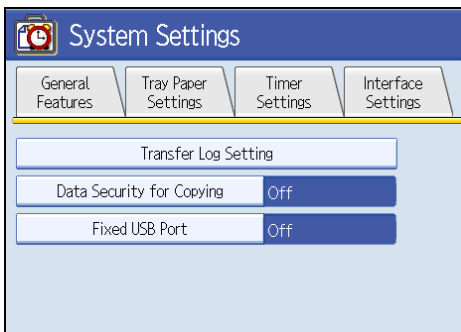 System Settings
General Features
Tray Paper Settings
Timer Settings
Interface Settings
Transfer Log Setting
Data Security for Copying Off
Fixed USB Port Off